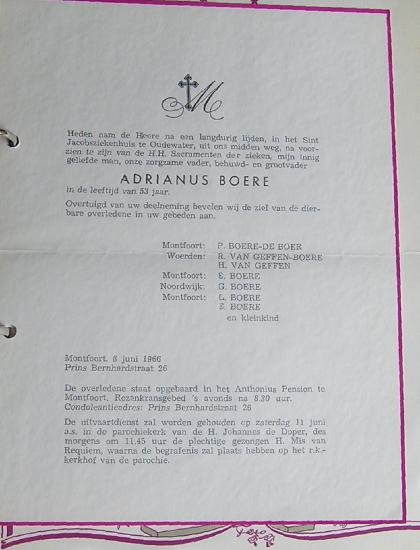 M
Heden nam de Heere na een langdurig lijden, in het Sint
Jacobsziekenhuis te Oudewater, uit ons midden weg, na voor-
zien te zijn van de H.H. Sacramenten der zieken, mijn innig
geliefde man, onze zorgzame vader, behuwd- en grootvader
ADRIANUS BOERE
in de leeftijd van 53 jaar.
Overtuigd van uw deelneming bevelen wij de ziel van de dier-
bare overledene in uw gebeden aan.
Montfoort: P. BOERE-DE BOER
Woerden: R. VAN GEFFEN-BOERE
H. VAN GEFFEN
Montfoort: E. BOERE
Noordwijk: G. BOERE
Montfoort: L. BOERE
S. BOERE
en kleinkind
Montfoort, 8 juni 1966
Prins Bernhardstraat 26
De overledene staat opgebaard in het Anthonius Pension te
Montfoort, Rozenkransgebed 's avonds na 8.30 uur.
Condoleantieadres: Prins Bernhardstraat 26
De uitvaartdienst zal worden gehouden op zaterdag 11 juni
a.s. in de parochiekerk van de H. Johannes de Doper, des
morgens om 11.45 uur de plechtige gezongen H. Mis van
Requiem, waarna de begrafenis zal plaats hebben op het r.k.-
kerkhof van de parochie.